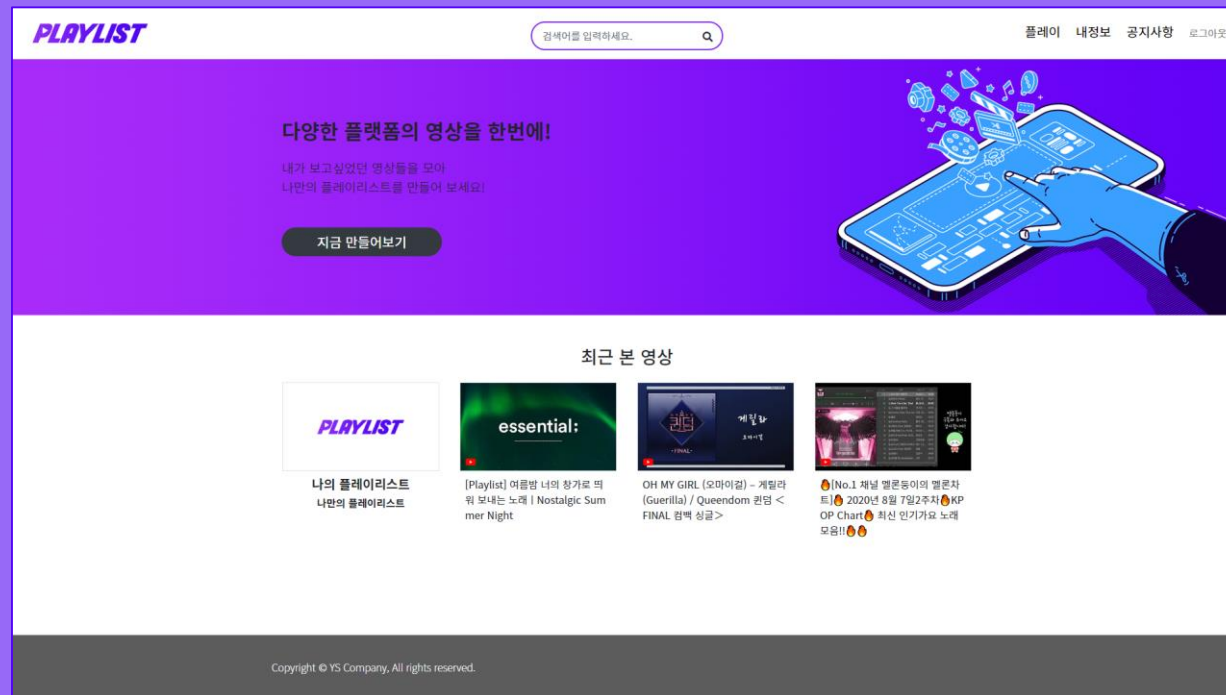 PLAYLIST
검색어를 입력하세요.
플레이 내정보 공지사항 로그아웃
다양한 플랫폼의 영상을 한번에!
내가 보고싶었던 영상들을 모아
나만의 플레이리스트를 만들어 보세요!
지금 만들어보기
최근 본 영상
PLAYLIST
나의 플레이리스트
나만의 플레이리스트
essential;
[Playlist] 여름밤 너의 창가로 띄
워 보내는 노래 | Nostalgic Sum
mer Night
퀸덤
·FINAL·
게릴라
오마이걸
OH MY GIRL (오마이걸) – 게릴라
(Guerilla) / Queendom 퀸덤 <
FINAL 컴백 싱글>
🔥[No.1 채널 멜론동이의 멜론차
트]🔥 2020년 8월 7일2주차🔥KP
OP Chart🔥 최신 인기가요 노래
모음!!🔥🔥
Copyright © YS Company, All rights reserved.